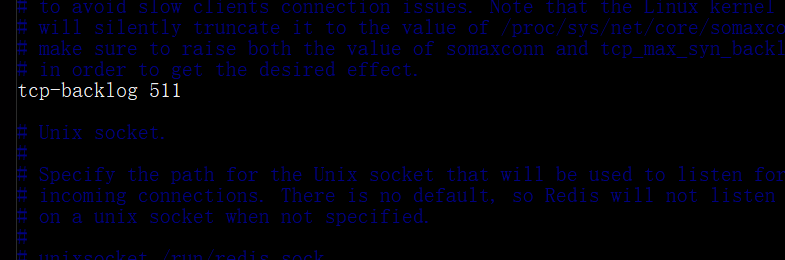 # to avoid slow clients connection issues. Note that the Linux kernel
# will silently truncate it to the value of /proc/sys/net/core/somaxco
# make sure to raise both the value of somaxconn and tcp_max_syn_backl
# in order to get the desired effect.
tcp-backlog 511
# Unix socket.
#
# Specify the path for the Unix socket that will be used to listen for
# incoming connections. There is no default, so Redis will not listen
# on a unix socket when not specified.
#
# unixsocket /run/redis.sock